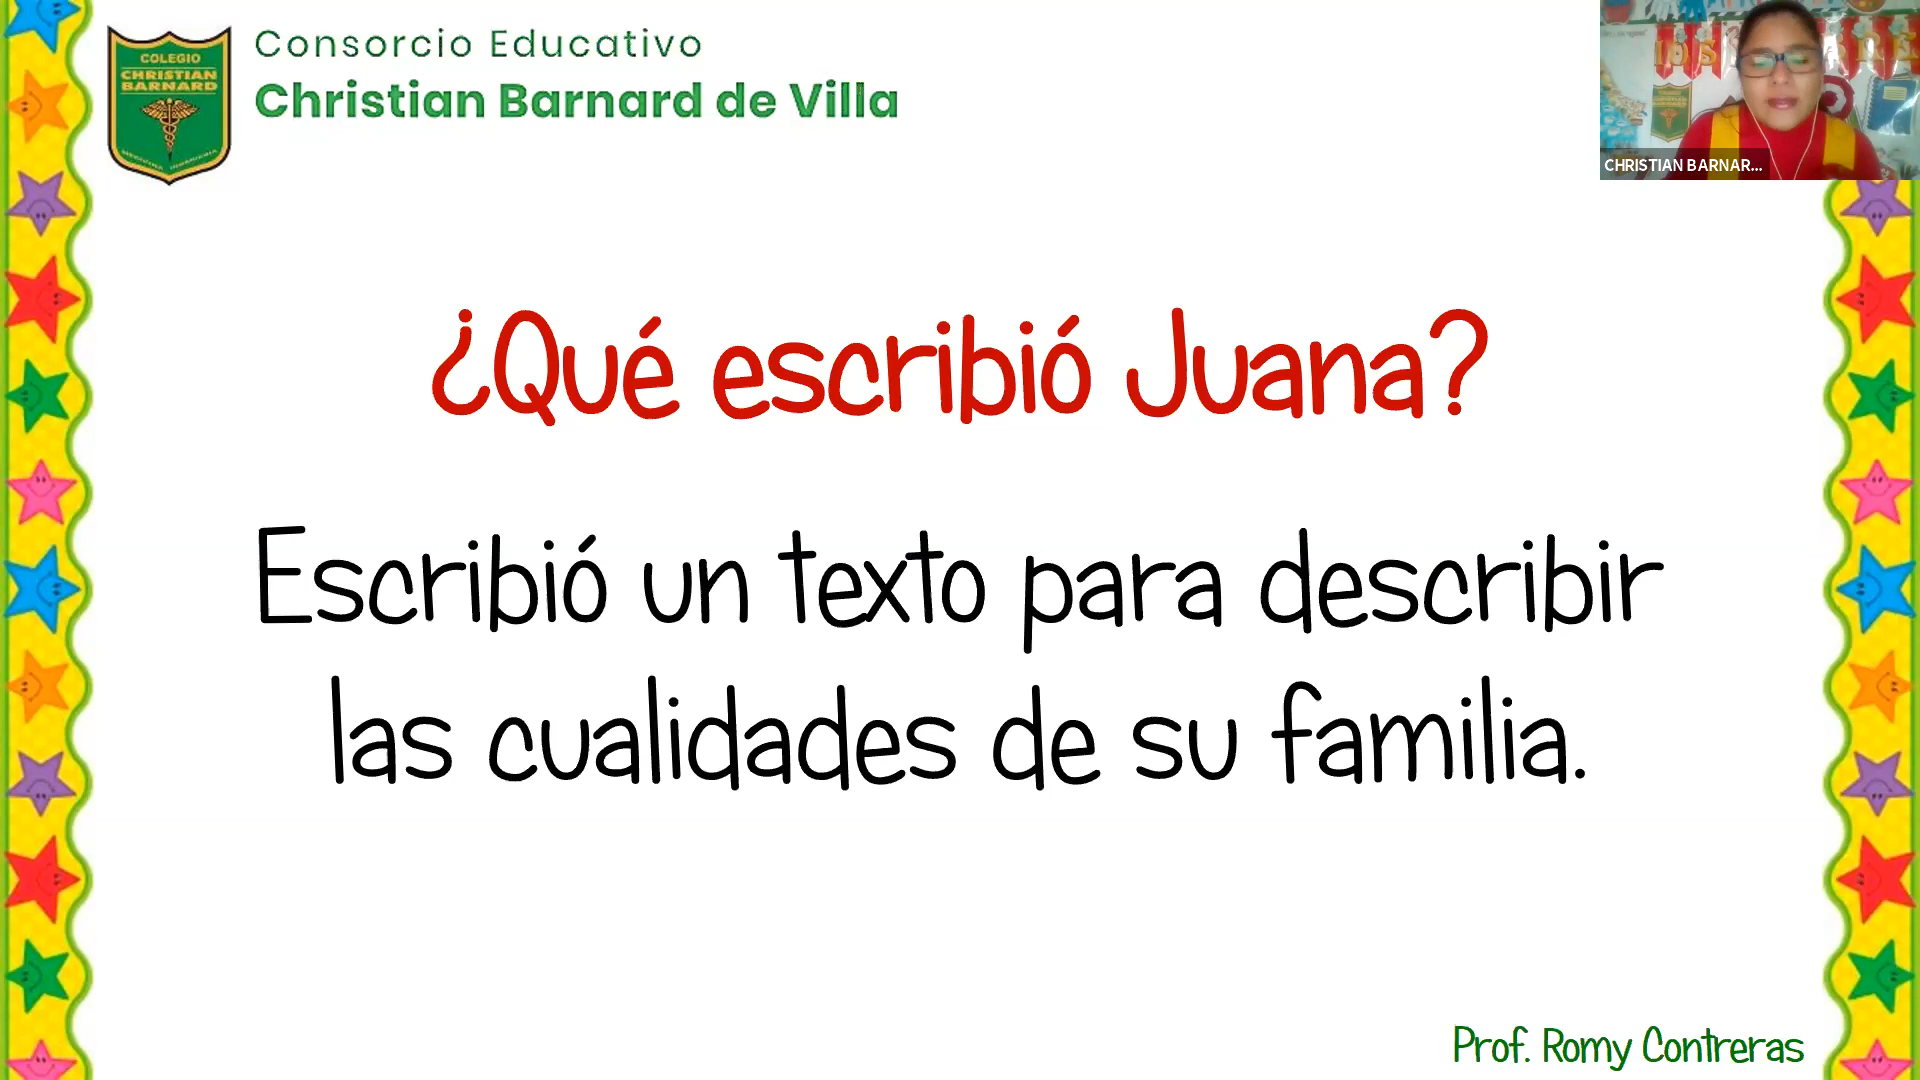 COLEGIO
CHRISTIAN
BARNARD
Consorcio Educativo
Christian Barnard de Villa
CHRISTIAN BARNAR...
¿Qué escribió Juana?
Escribió un texto para describir
las cualidades de su familia.
Prof. Romy Contreras